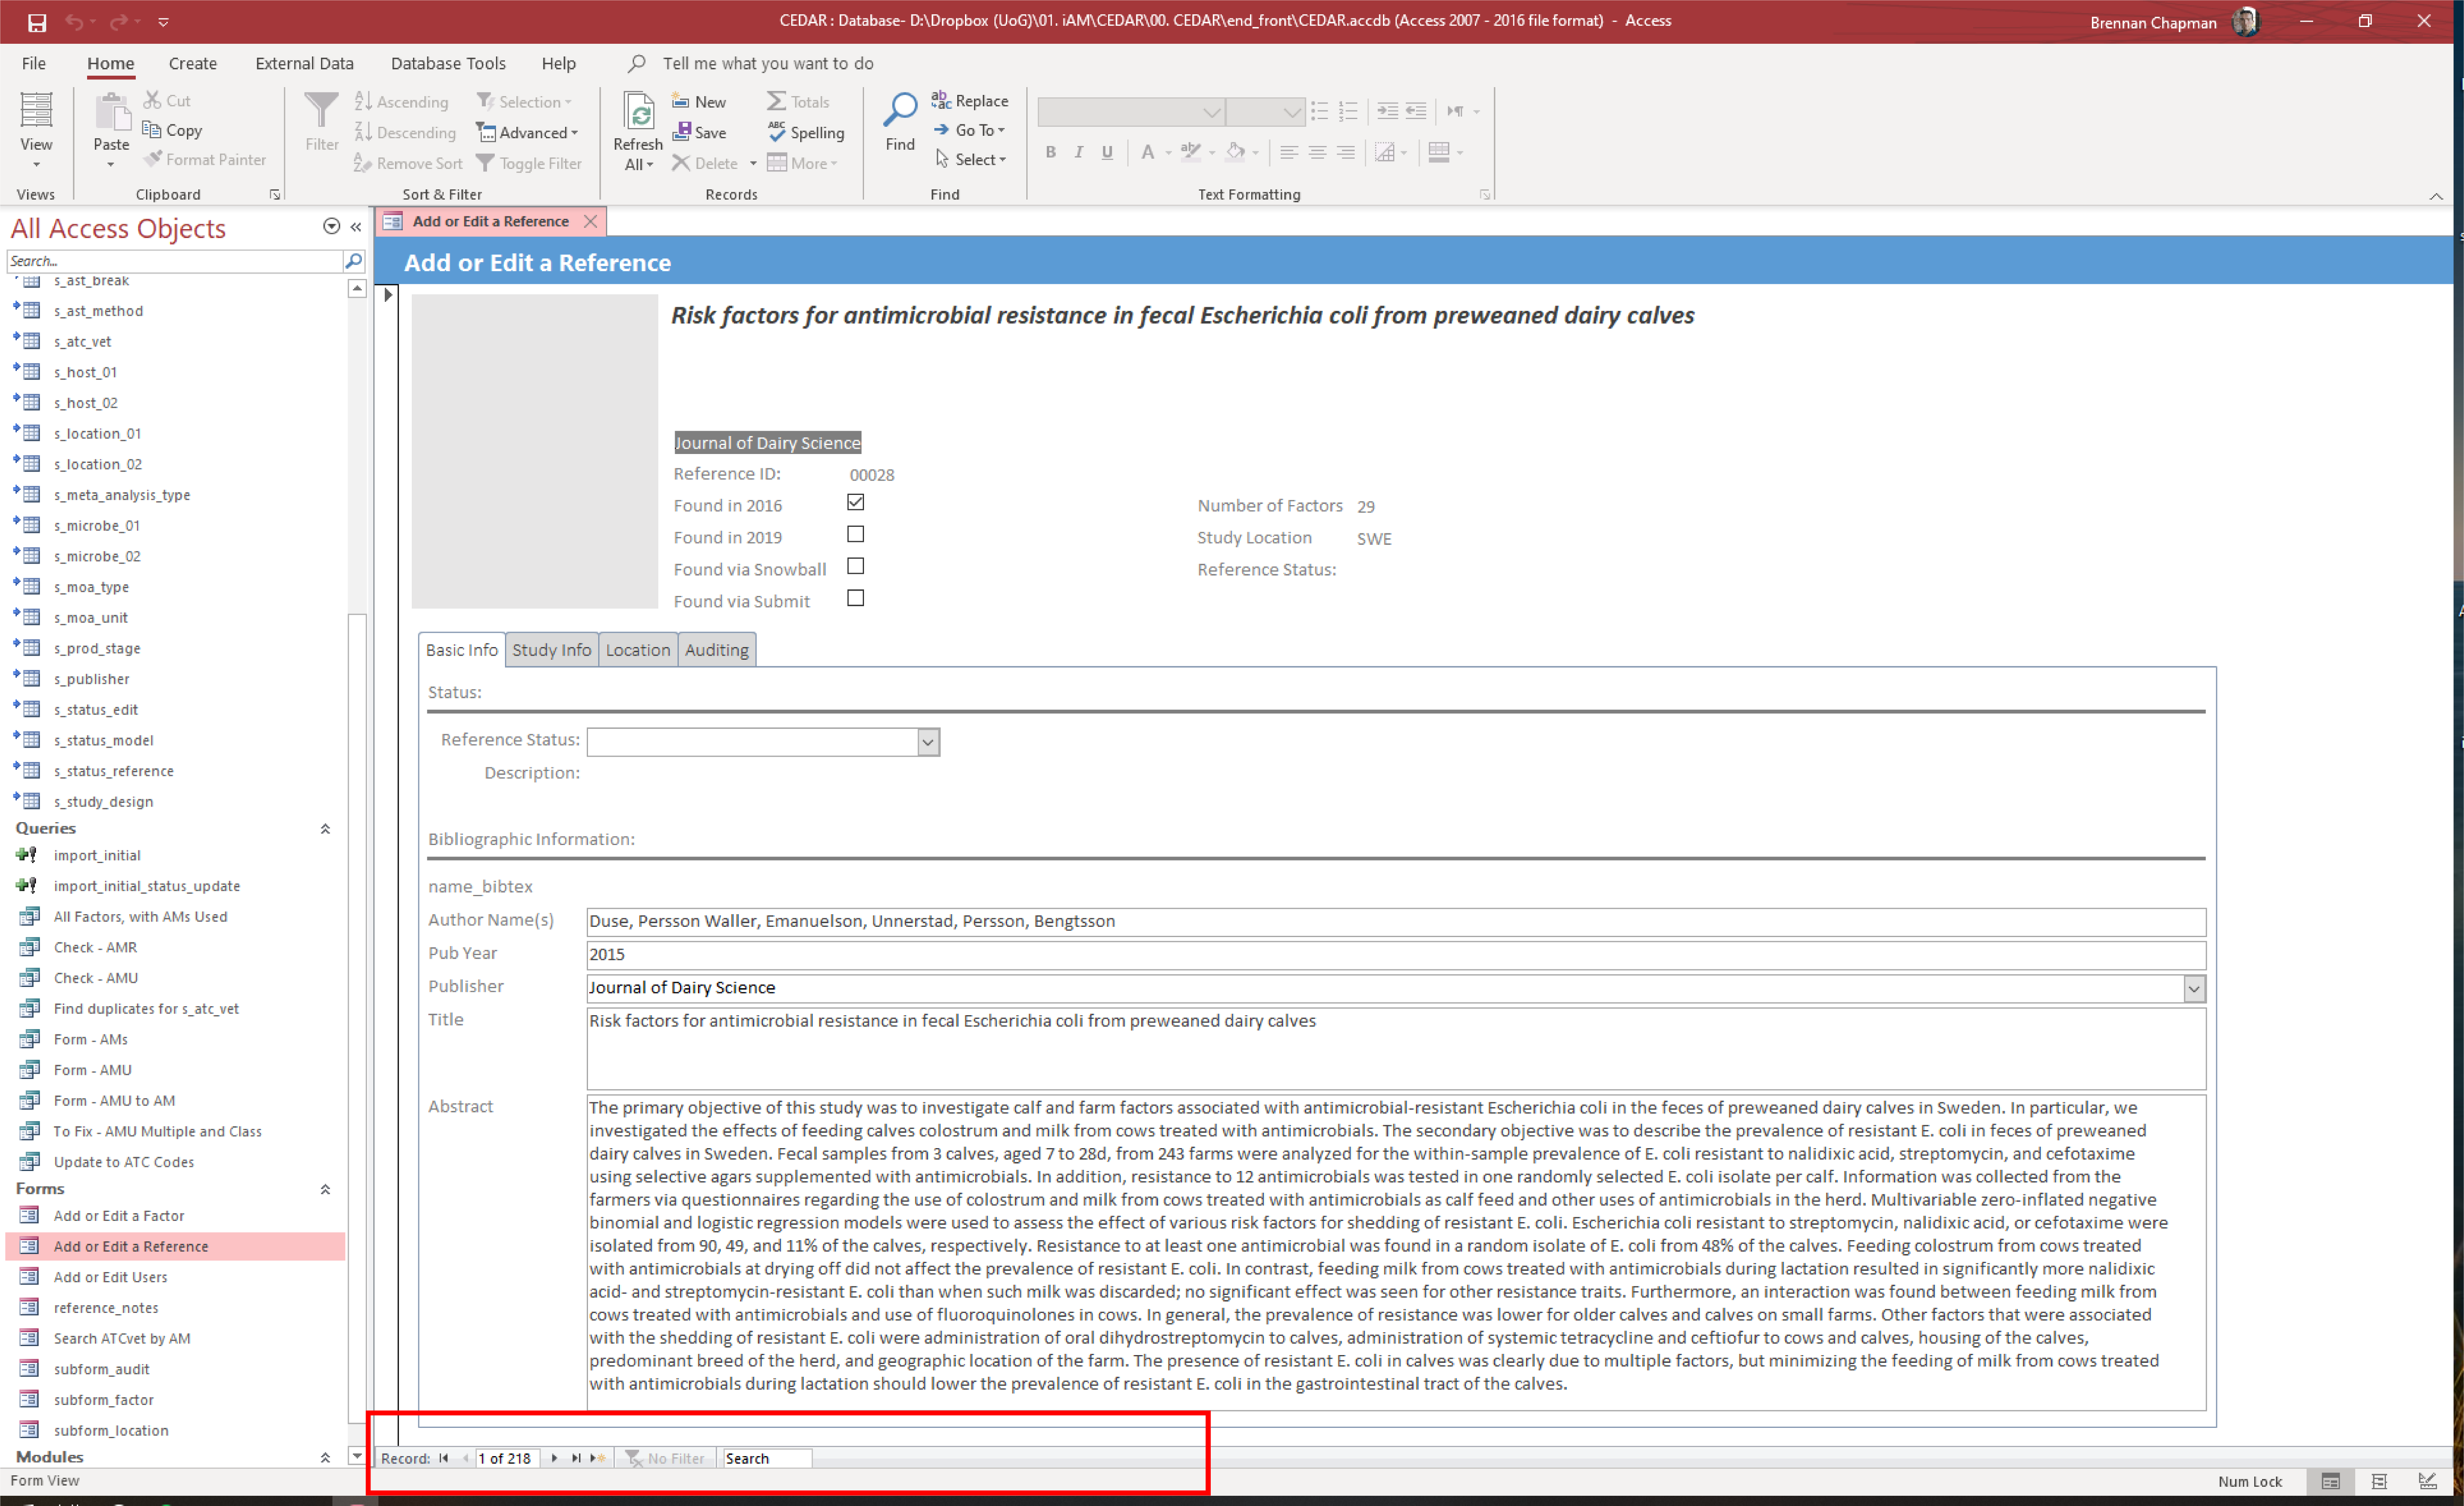 CEDAR : Database- D:\Dropbox (UoG)\01. iAM\CEDAR\00. CEDAR\end_front\CEDAR.accdb (Access 2007 - 2016 file format) - Access
Brennan Chapman
File Home Create External Data Database Tools Help Tell me what you want to do
View
Views
Paste
Cut
Copy
Format Painter
Clipboard
Filter
Ascending
Descending
Remove Sort
Selection
Advanced
Toggle Filter
Sort & Filter
Refresh
All
New
Save
Delete
Totals
Spelling
More
Records
Find
Replace
Go To
Select
Find
B I U A
Text Formatting
All Access Objects
Search...
s_ast_break
s_ast_method
s_atc_vet
s_host_01
s_host_02
s_location_01
s_location_02
s_meta_analysis_type
s_microbe_01
s_microbe_02
s_moa_type
s_moa_unit
s_prod_stage
s_publisher
s_status_edit
s_status_model
s_status_reference
s_study_design
Queries
import_initial
import_initial_status_update
All Factors, with AMs Used
Check - AMR
Check - AMU
Find duplicates for s_atc_vet
Form - AMs
Form - AMU
Form - AMU to AM
To Fix - AMU Multiple and Class
Update to ATC Codes
Forms
Add or Edit a Factor
Add or Edit a Reference
Add or Edit Users
reference_notes
Search ATCvet by AM
subform_audit
subform_factor
subform_location
Modules
Add or Edit a Reference
Add or Edit a Reference
Risk factors for antimicrobial resistance in fecal Escherichia coli from preweaned dairy calves
Journal of Dairy Science
Reference ID: 00028
Found in 2016 Number of Factors 29
Found in 2019 Study Location SWE
Found via Snowball Reference Status:
Found via Submit
Basic Info Study Info Location Auditing
Status:
Reference Status:
Description:
Bibliographic Information:
name_bibtex
Author Name(s) Duse, Persson Waller, Emanuelson, Unnerstad, Persson, Bengtsson
Pub Year 2015
Publisher Journal of Dairy Science
Title Risk factors for antimicrobial resistance in fecal Escherichia coli from preweaned dairy calves
Abstract The primary objective of this study was to investigate calf and farm factors associated with antimicrobial-resistant Escherichia coli in the feces of preweaned dairy calves in Sweden. In particular, we
investigated the effects of feeding calves colostrum and milk from cows treated with antimicrobials. The secondary objective was to describe the prevalence of resistant E. coli in feces of preweaned
dairy calves in Sweden. Fecal samples from 3 calves, aged 7 to 28d, from 243 farms were analyzed for the within-sample prevalence of E. coli resistant to nalidixic acid, streptomycin, and cefotaxime
using selective agars supplemented with antimicrobials. In addition, resistance to 12 antimicrobials was tested in one randomly selected E. coli isolate per calf. Information was collected from the
farmers via questionnaires regarding the use of colostrum and milk from cows treated with antimicrobials as calf feed and other uses of antimicrobials in the herd. Multivariable zero-inflated negative
binomial and logistic regression models were used to assess the effect of various risk factors for shedding of resistant E. coli. Escherichia coli resistant to streptomycin, nalidixic acid, or cefotaxime were
isolated from 90, 49, and 11% of the calves, respectively. Resistance to at least one antimicrobial was found in a random isolate of E. coli from 48% of the calves. Feeding colostrum from cows treated
with antimicrobials at drying off did not affect the prevalence of resistant E. coli. In contrast, feeding milk from cows treated with antimicrobials during lactation resulted in significantly more nalidixic
acid- and streptomycin-resistant E. coli than when such milk was discarded; no significant effect was seen for other resistance traits. Furthermore, an interaction was found between feeding milk from
cows treated with antimicrobials and use of fluoroquinolones in cows. In general, the prevalence of resistance was lower for older calves and calves on small farms. Other factors that were associated
with the shedding of resistant E. coli were administration of oral dihydrostreptomycin to calves, administration of systemic tetracycline and ceftiofur to cows and calves, housing of the calves,
predominant breed of the herd, and geographic location of the farm. The presence of resistant E. coli in calves was clearly due to multiple factors, but minimizing the feeding of milk from cows treated
with antimicrobials during lactation should lower the prevalence of resistant E. coli in the gastrointestinal tract of the calves.
Record: 1 of 218 No Filter Search
Form View Num Lock